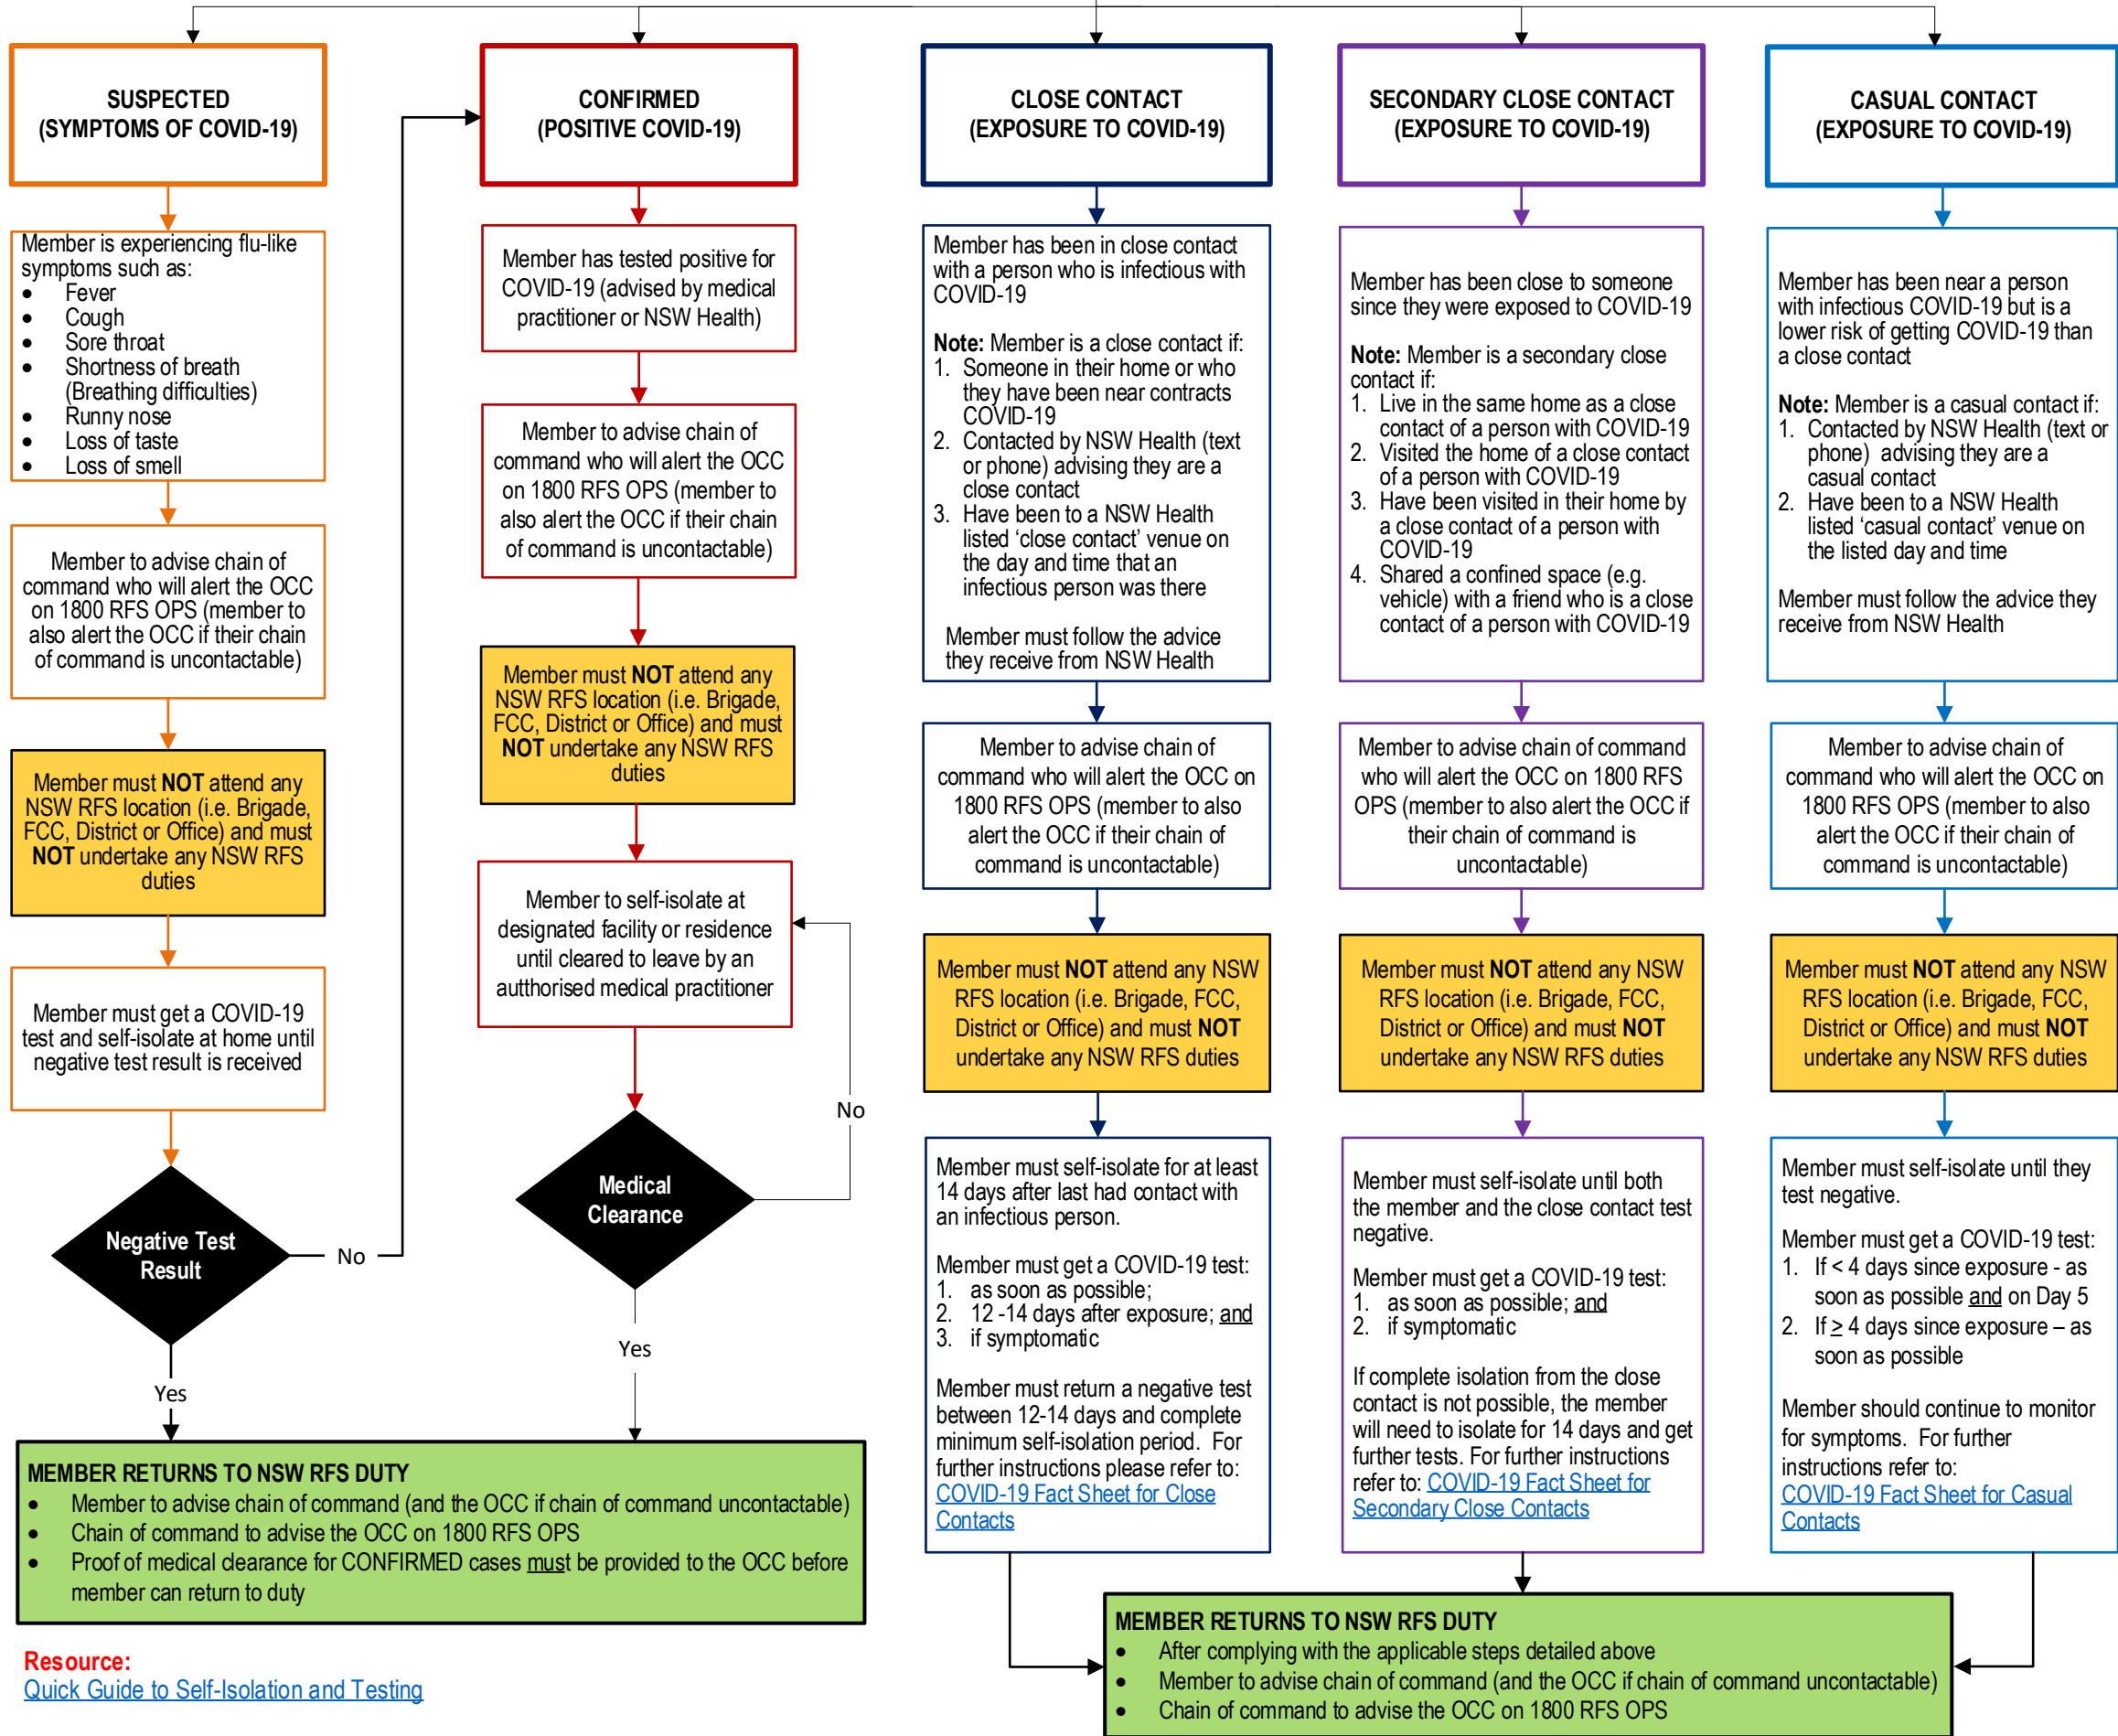 SUSPECTED
(SYMPTOMS OF COVID-19)
Member is experiencing flu-like
symptoms such as:
• Fever
• Cough
• Sore throat
• Shortness of breath
(Breathing difficulties)
• Runny nose
• Loss of taste
• Loss of smell
Member to advise chain of
command who will alert the OCC
on 1800 RFS OPS (member to
also alert the OCC if their chain
of command is uncontactable)
Member must NOT attend any
NSW RFS location (i.e. Brigade,
FCC, District or Office) and must
NOT undertake any NSW RFS
duties
Member must get a COVID-19
test and self-isolate at home until
negative test result is received
Negative Test
Result
No
Yes
CONFIRMED
(POSITIVE COVID-19)
Member has tested positive for
COVID-19 (advised by medical
practitioner or NSW Health)
Member to advise chain of
command who will alert the OCC
on 1800 RFS OPS (member to
also alert the OCC if their chain
of command is uncontactable)
Member must NOT attend any
NSW RFS location (i.e. Brigade,
FCC, District or Office) and must
NOT undertake any NSW RFS
duties
Member to self-isolate at
designated facility or residence
until cleared to leave by an
autthorised medical practitioner
Medical
Clearance
No
Yes
MEMBER RETURNS TO NSW RFS DUTY
• Member to advise chain of command (and the OCC if chain of command uncontactable)
• Chain of command to advise the OCC on 1800 RFS OPS
• Proof of medical clearance for CONFIRMED cases must be provided to the OCC before
member can return to duty
Resource:
Quick Guide to Self-Isolation and Testing
CLOSE CONTACT
(EXPOSURE TO COVID-19)
Member has been in close contact
with a person who is infectious with
COVID-19
Note: Member is a close contact if:
1. Someone in their home or who
they have been near contracts
COVID-19
2. Contacted by NSW Health (text
or phone) advising they are a
close contact
3. Have been to a NSW Health
listed ‘close contact’ venue on
the day and time that an
infectious person was there
Member must follow the advice
they receive from NSW Health
Member to advise chain of
command who will alert the OCC on
1800 RFS OPS (member to also
alert the OCC if their chain of
command is uncontactable)
Member must NOT attend any NSW
RFS location (i.e. Brigade, FCC,
District or Office) and must NOT
undertake any NSW RFS duties
Member must self-isolate for at least
14 days after last had contact with
an infectious person.
Member must get a COVID-19 test:
1. as soon as possible;
2. 12 -14 days after exposure; and
3. if symptomatic
Member must return a negative test
between 12-14 days and complete
minimum self-isolation period. For
further instructions please refer to:
COVID-19 Fact Sheet for Close
Contacts
SECONDARY CLOSE CONTACT
(EXPOSURE TO COVID-19)
Member has been close to someone
since they were exposed to COVID-19
Note: Member is a secondary close
contact if:
1. Live in the same home as a close
contact of a person with COVID-19
2. Visited the home of a close contact
of a person with COVID-19
3. Have been visited in their home by
a close contact of a person with
COVID-19
4. Shared a confined space (e.g.
vehicle) with a friend who is a close
contact of a person with COVID-19
Member to advise chain of command
who will alert the OCC on 1800 RFS
OPS (member to also alert the OCC if
their chain of command is
uncontactable)
Member must NOT attend any NSW
RFS location (i.e. Brigade, FCC,
District or Office) and must NOT
undertake any NSW RFS duties
Member must self-isolate until both
the member and the close contact test
negative.
Member must get a COVID-19 test:
1. as soon as possible; and
2. if symptomatic
If complete isolation from the close
contact is not possible, the member
will need to isolate for 14 days and get
further tests. For further instructions
refer to: COVID-19 Fact Sheet for
Secondary Close Contacts
CASUAL CONTACT
(EXPOSURE TO COVID-19)
Member has been near a person
with infectious COVID-19 but is a
lower risk of getting COVID-19 than
a close contact
Note: Member is a casual contact if:
1. Contacted by NSW Health (text or
phone) advising they are a
casual contact
2. Have been to a NSW Health
listed ‘casual contact’ venue on
the listed day and time
Member must follow the advice they
receive from NSW Health
Member to advise chain of
command who will alert the OCC on
1800 RFS OPS (member to also
alert the OCC if their chain of
command is uncontactable)
Member must NOT attend any NSW
RFS location (i.e. Brigade, FCC,
District or Office) and must NOT
undertake any NSW RFS duties
Member must self-isolate until they
test negative.
Member must get a COVID-19 test:
1. If < 4 days since exposure - as
soon as possible and on Day 5
2. If ≥ 4 days since exposure – as
soon as possible
Member should continue to monitor
for symptoms. For further
instructions refer to:
COVID-19 Fact Sheet for Casual
Contacts
MEMBER RETURNS TO NSW RFS DUTY
• After complying with the applicable steps detailed above
• Member to advise chain of command (and the OCC if chain of command uncontactable)
• Chain of command to advise the OCC on 1800 RFS OPS